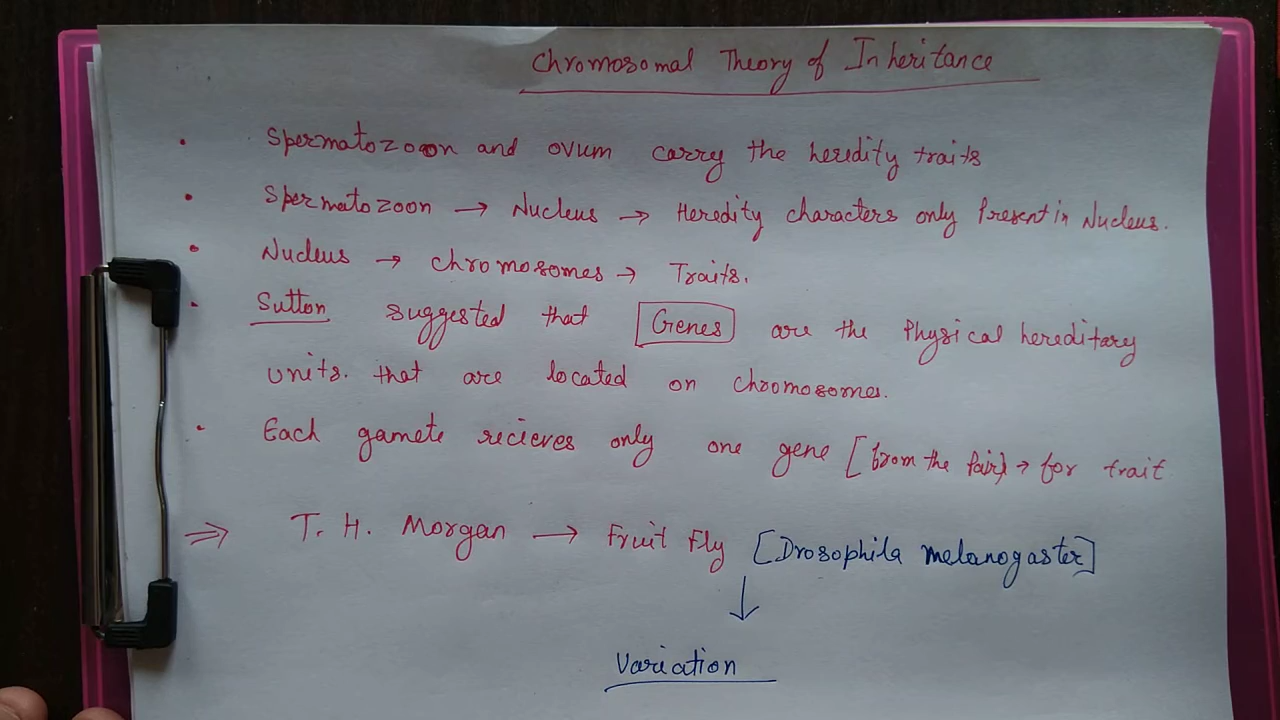 Chromosomal Theory of Inheritance
• Spermatozoon and ovum carry the heredity traits
• Spermatozoon → Nucleus → Heredity characters only Present in Nucleus.
• Nucleus → chromosomes → Traits.
• Sutton suggested that Genes are the Physical hereditary
units. that are located on chromosomes.
• Each gamete recieves only one gene [from the pair] → for trait
⇒ T. H. Morgan → Fruit Fly [Drosophila melanogaster]
↓
Variation